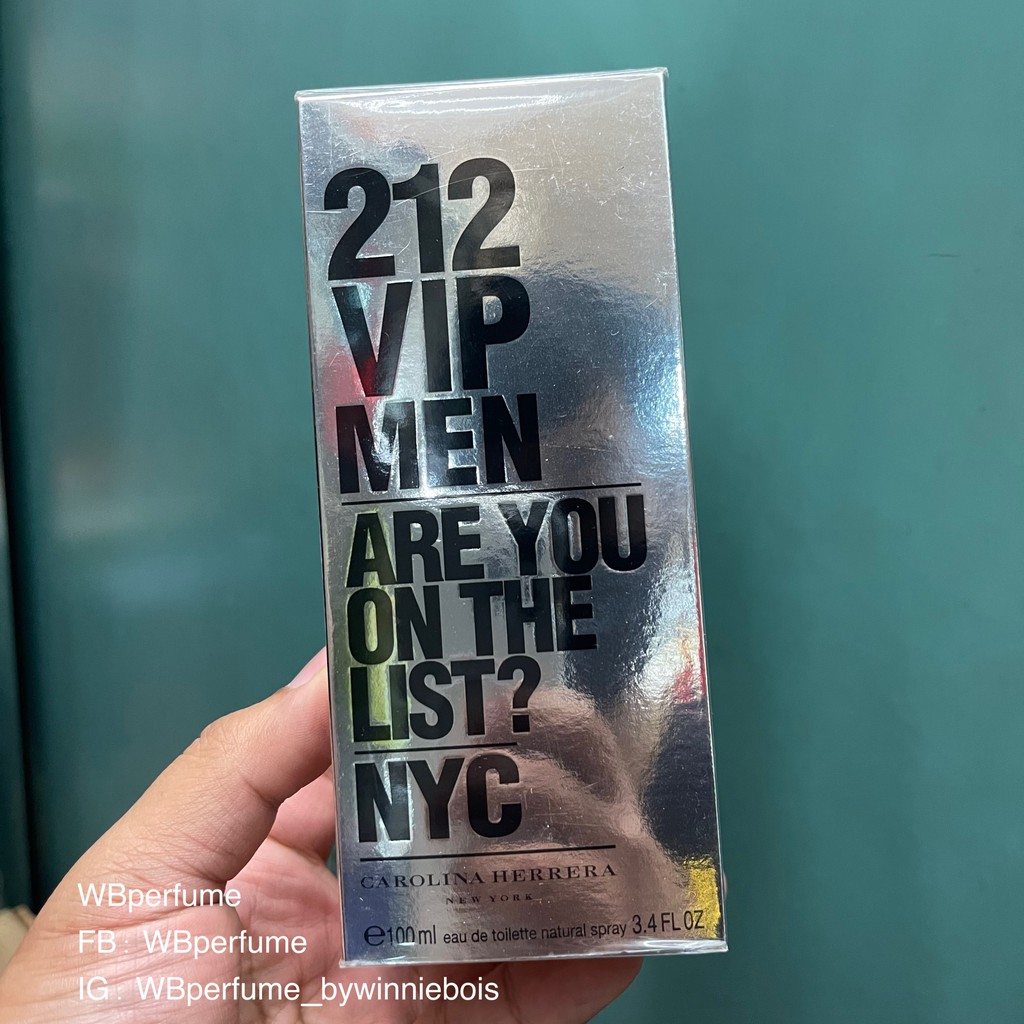 212
VIP
MEN
ARE YOU
ON THE
LIST?
NYC
CAROLINA HERRERA
NEW YORK
e100ml eau de toilette natural spray 3.4 FL OZ
WBperfume
FB : WBperfume
IG : WBperfume_bywinniebois